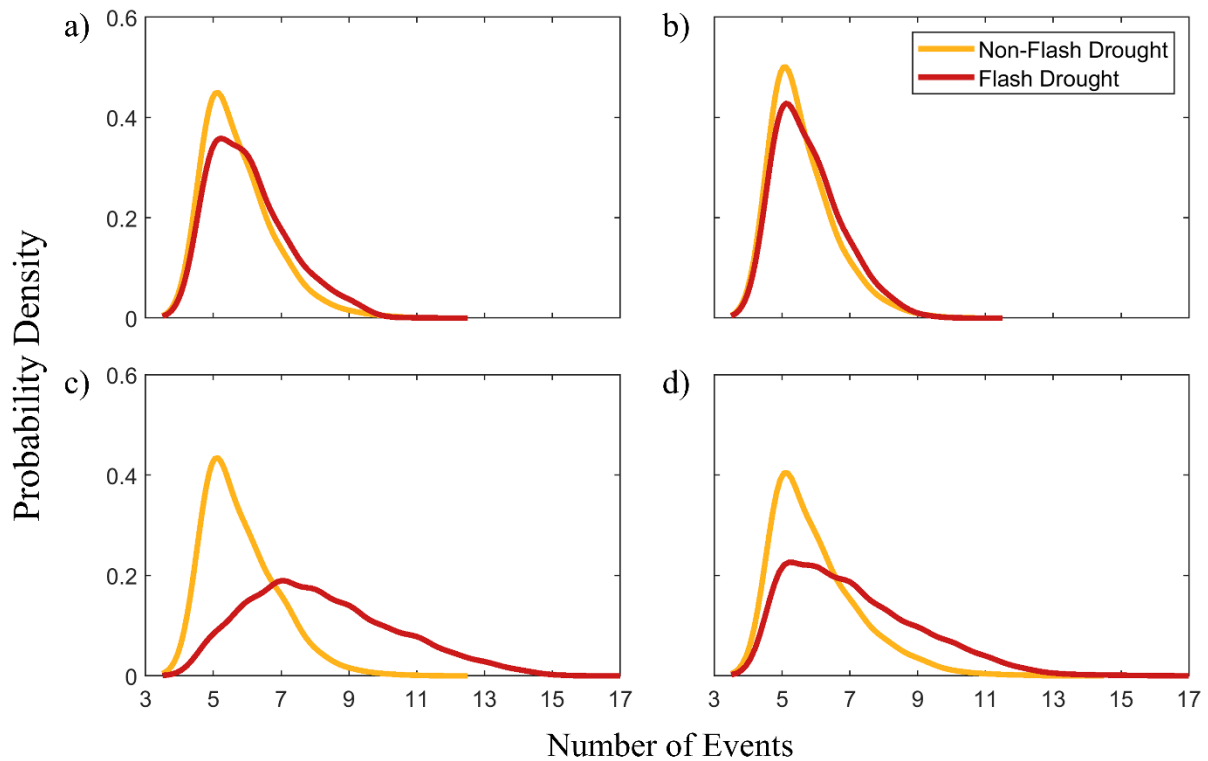 a)
0.6
0.4
0.2
0
b)
Non-Flash Drought
Flash Drought
c)
0.6
0.4
0.2
0
3 5 7 9 11 13 15 17
d)
3 5 7 9 11 13 15 17
Probability Density
Number of Events